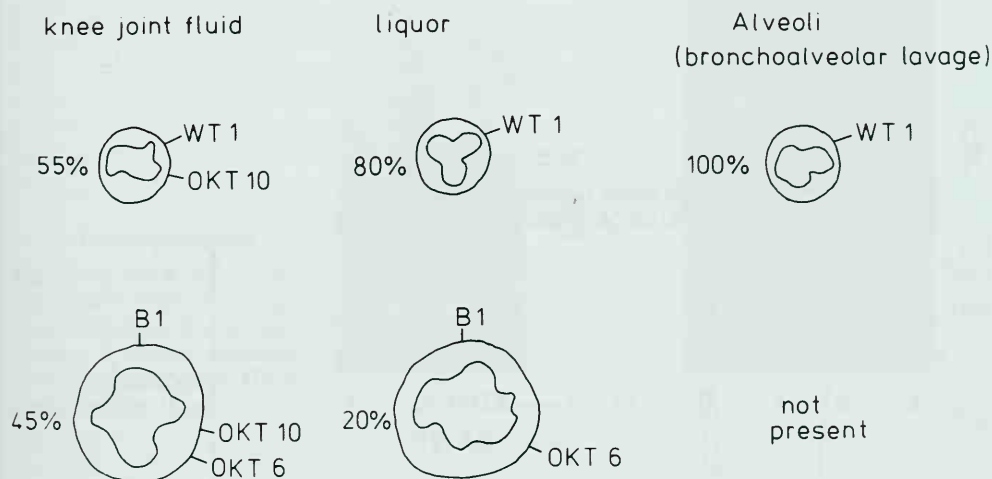 knee joint fluid
liquor
Alveoli
(bronchoalveolar lavage)
55%
WT 1
OKT 10
80%
WT 1
100%
WT 1
B1
45%
OKT 10
OKT 6
B1
20%
OKT 6
not
present